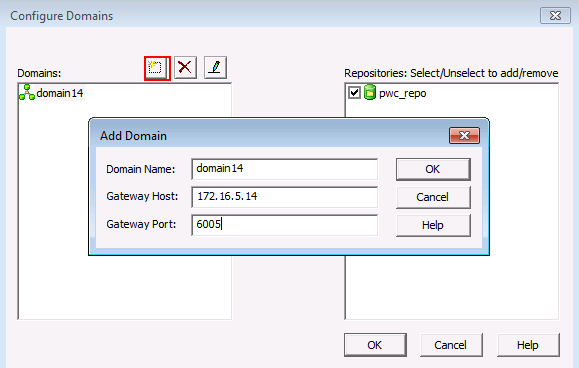 Configure Domains
Domains:
Repositories: Select/Unselect to add/remove
domain14
pwc_repo
Add Domain
Domain Name: domain14 OK
Gateway Host: 172.16.5.14 Cancel
Gateway Port: 6005 Help
OK Cancel Help